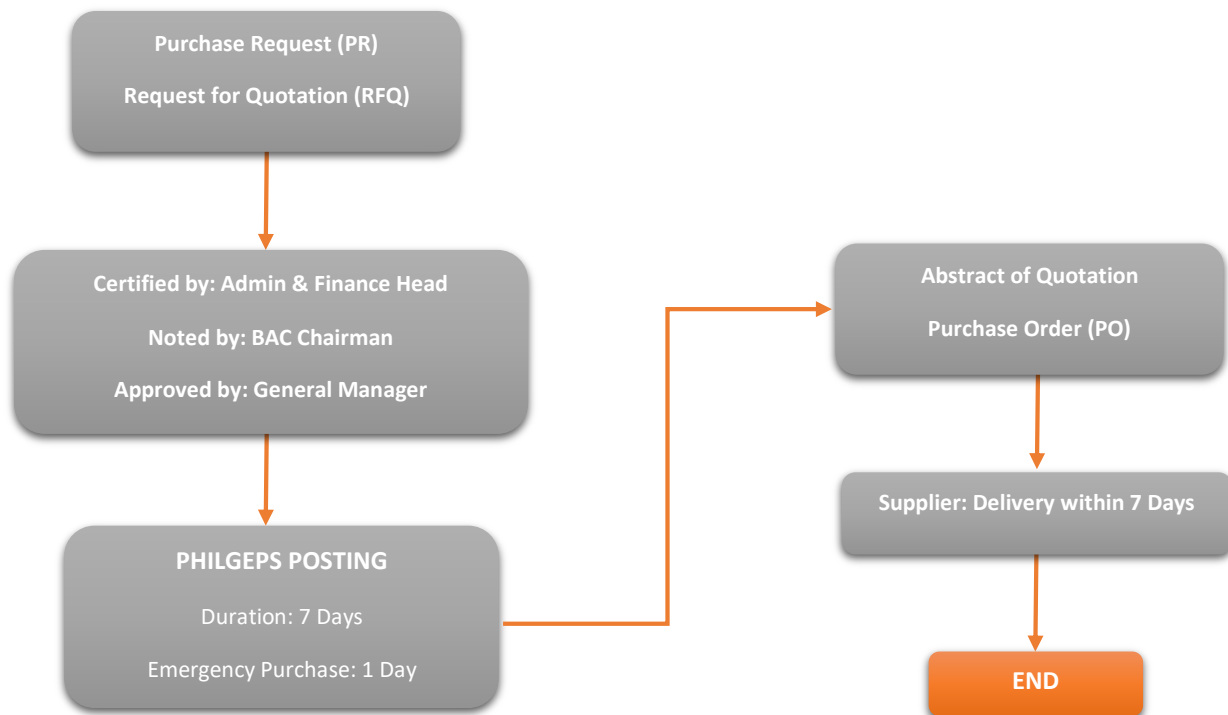 Purchase Request (PR)
Request for Quotation (RFQ)
Certified by: Admin & Finance Head
Noted by: BAC Chairman
Approved by: General Manager
PHILGEPS POSTING
Duration: 7 Days
Emergency Purchase: 1 Day
Abstract of Quotation
Purchase Order (PO)
Supplier: Delivery within 7 Days
END